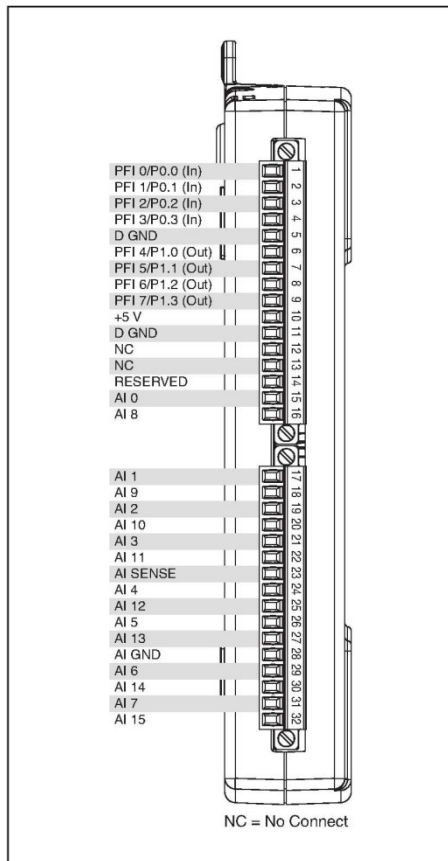 PFI 0/P0.0 (In) 1
PFI 1/P0.1 (In) 2
PFI 2/P0.2 (In) 3
PFI 3/P0.3 (In) 4
D GND 5
PFI 4/P1.0 (Out) 6
PFI 5/P1.1 (Out) 7
PFI 6/P1.2 (Out) 8
PFI 7/P1.3 (Out) 9
+5 V 10
D GND 11
NC 12
NC 13
RESERVED 14
AI 0 15
AI 8 16
AI 1 17
AI 9 18
AI 2 19
AI 10 20
AI 3 21
AI 11 22
AI SENSE 23
AI 4 24
AI 12 25
AI 5 26
AI 13 27
AI GND 28
AI 6 29
AI 14 30
AI 7 31
AI 15 32
NC = No Connect